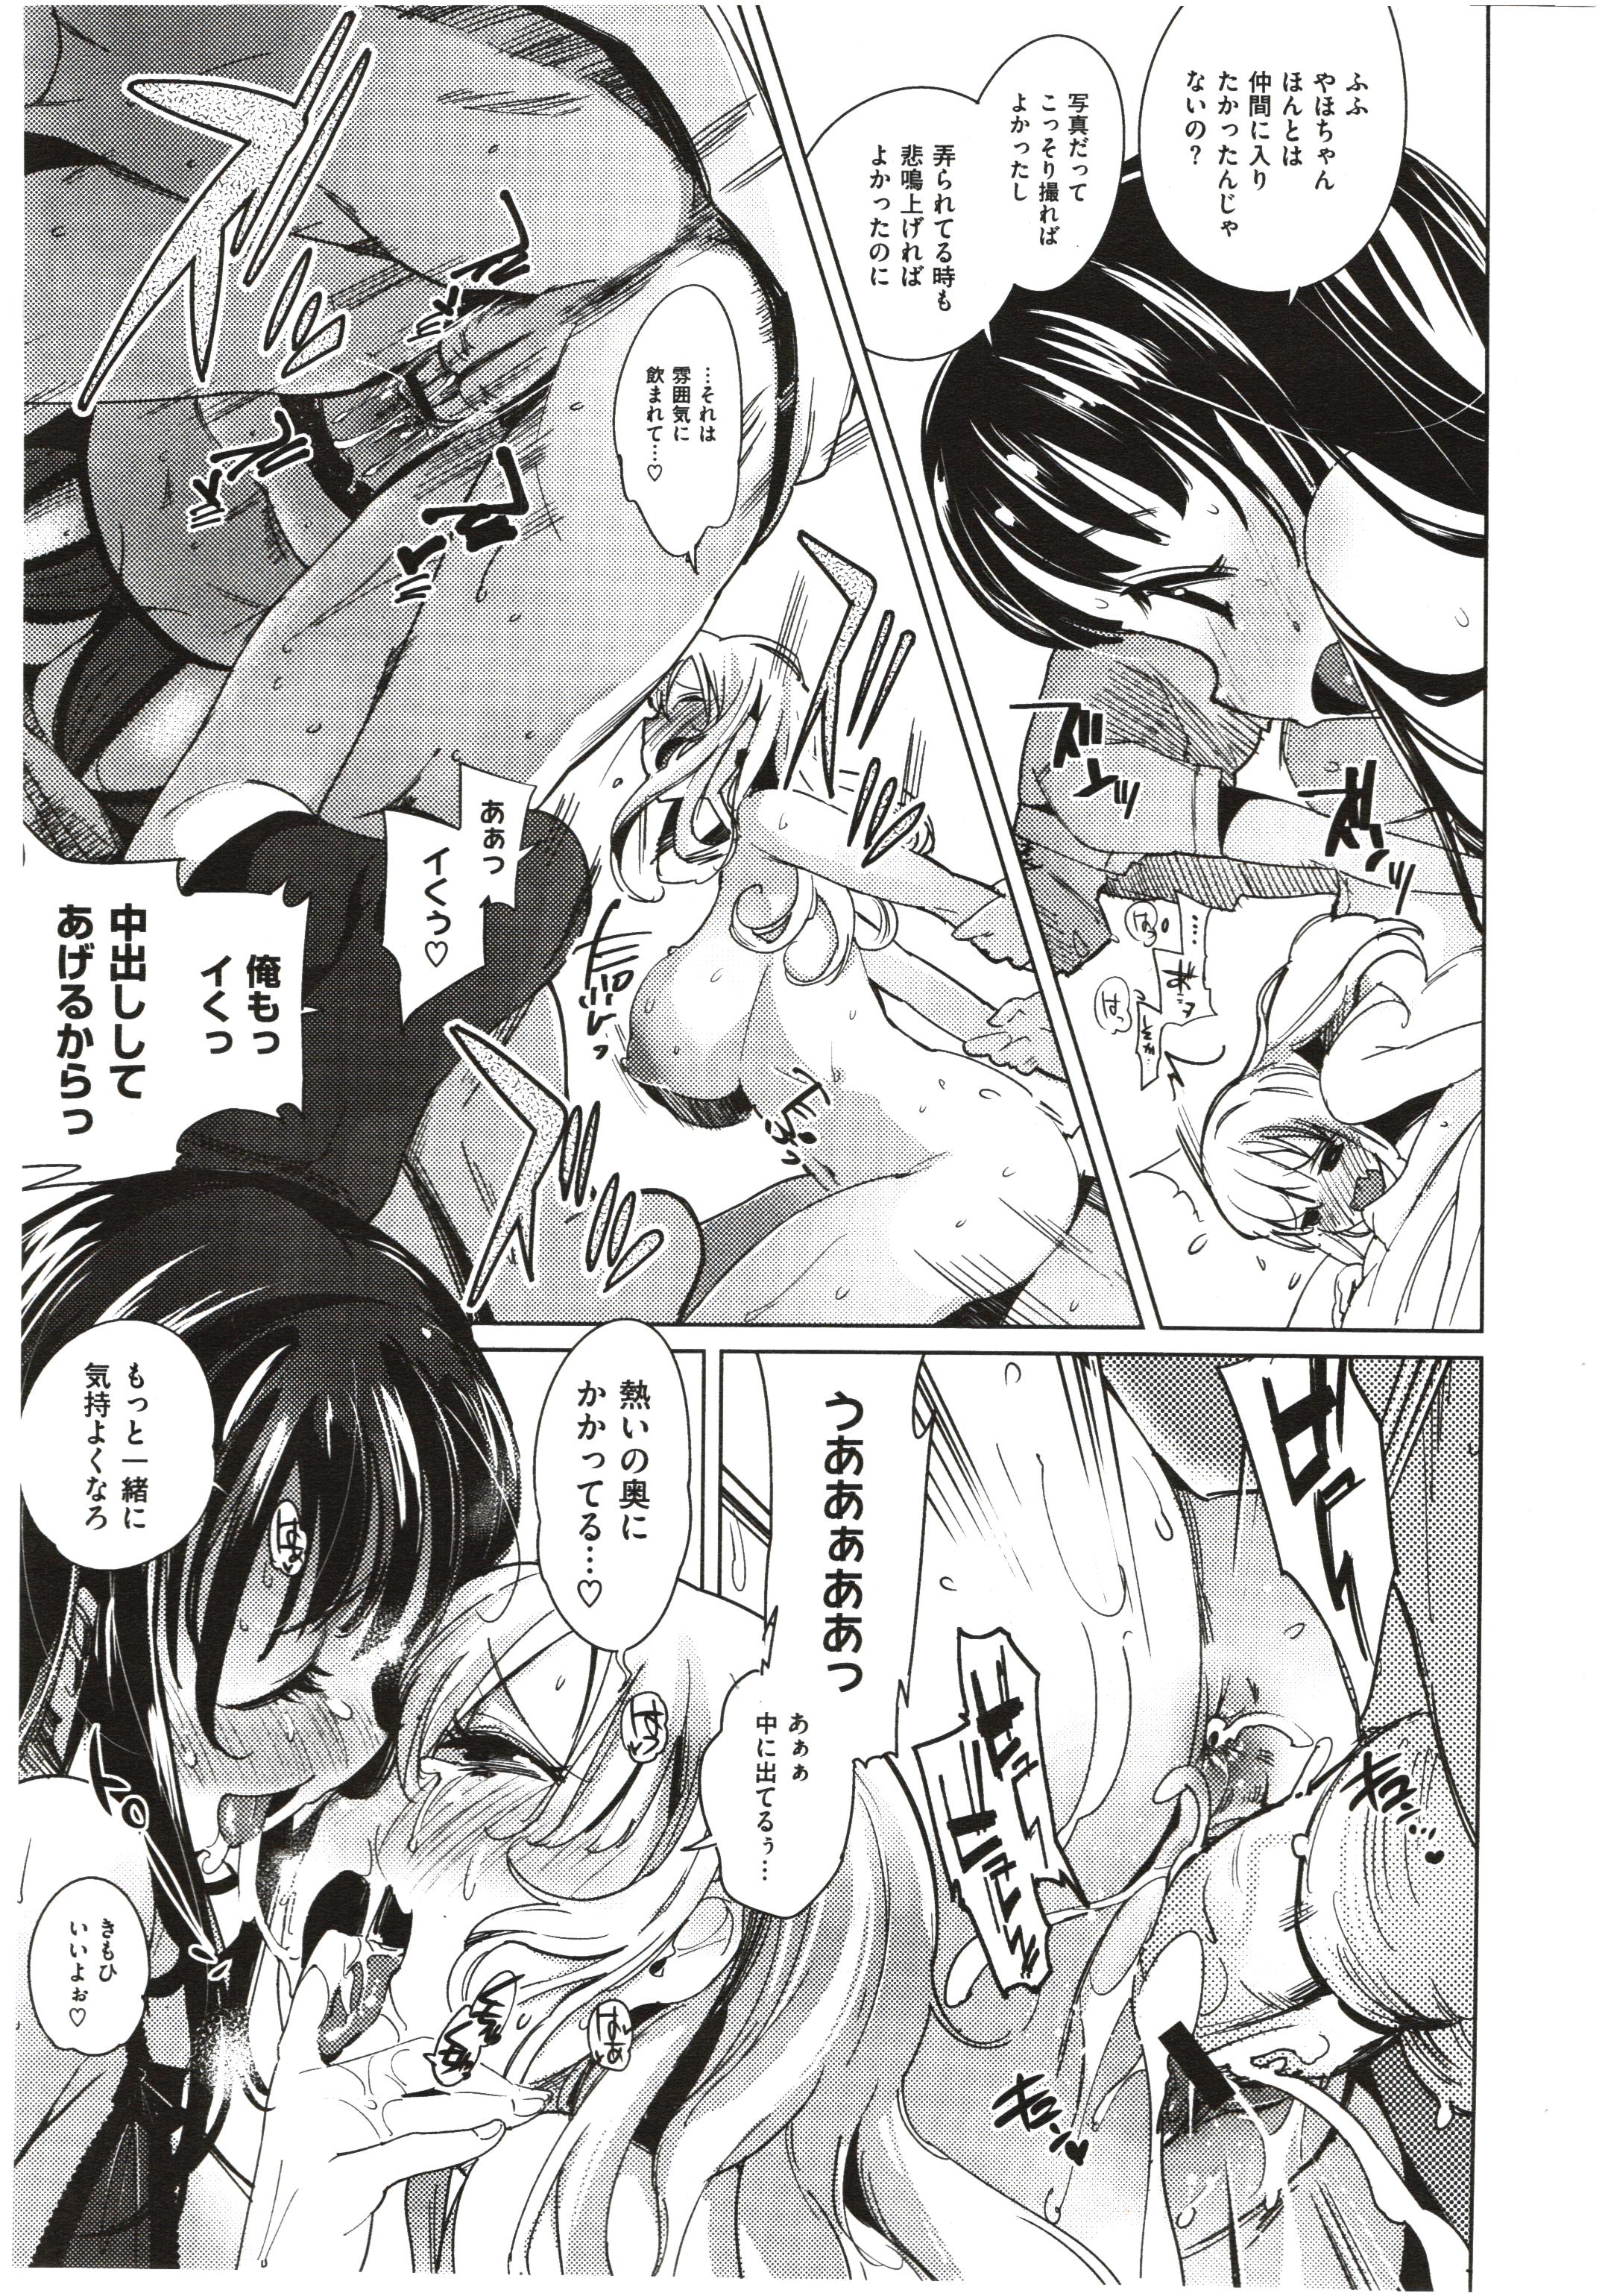 ふふ
やほちゃん
ほんとは
仲間に入り
たかったんじゃ
ないの？
写真だって
こっそり撮れば
よかったし
弄られてる時も
悲鳴上げれば
よかったのに
…それは
雰囲気に
飲まれて…♡
ああっ
イくぅ♡
俺もっ
イくっ
中出しして
あげるからっ
うああぁぁああっ
あぁぁ
中に出てるぅ…
熱いの奥に
かかってる…♡
もっと一緒に
気持よくなろ
きもひ
いいよぉ♡